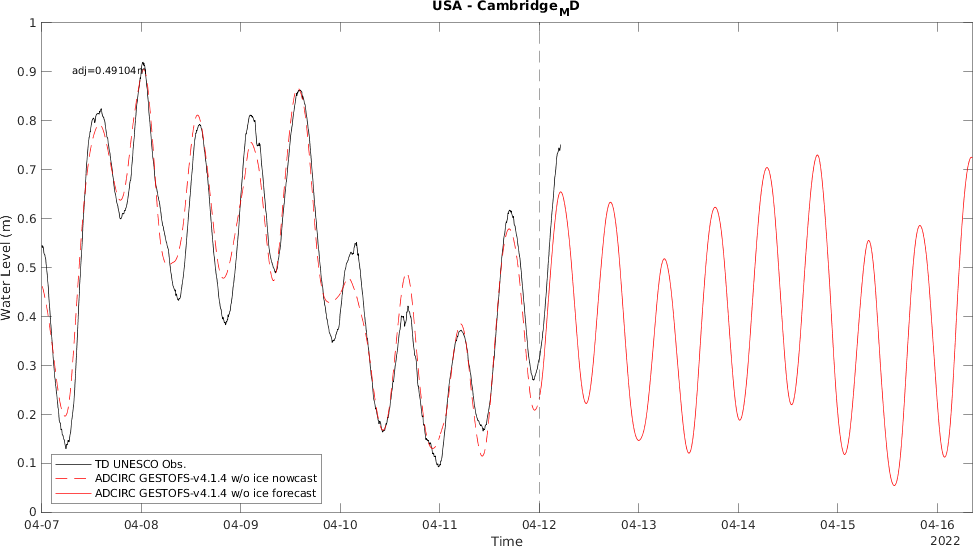 USA - Cambridge_MD
1
0.9
0.8
0.7
0.6
0.5
0.4
0.3
0.2
0.1
0
Water Level (m)
adj=0.49104m
TD UNESCO Obs.
ADCIRC GESTOFS-v4.1.4 w/o ice nowcast
ADCIRC GESTOFS-v4.1.4 w/o ice forecast
04-07 04-08 04-09 04-10 04-11 04-12 04-13 04-14 04-15 04-16
Time
2022